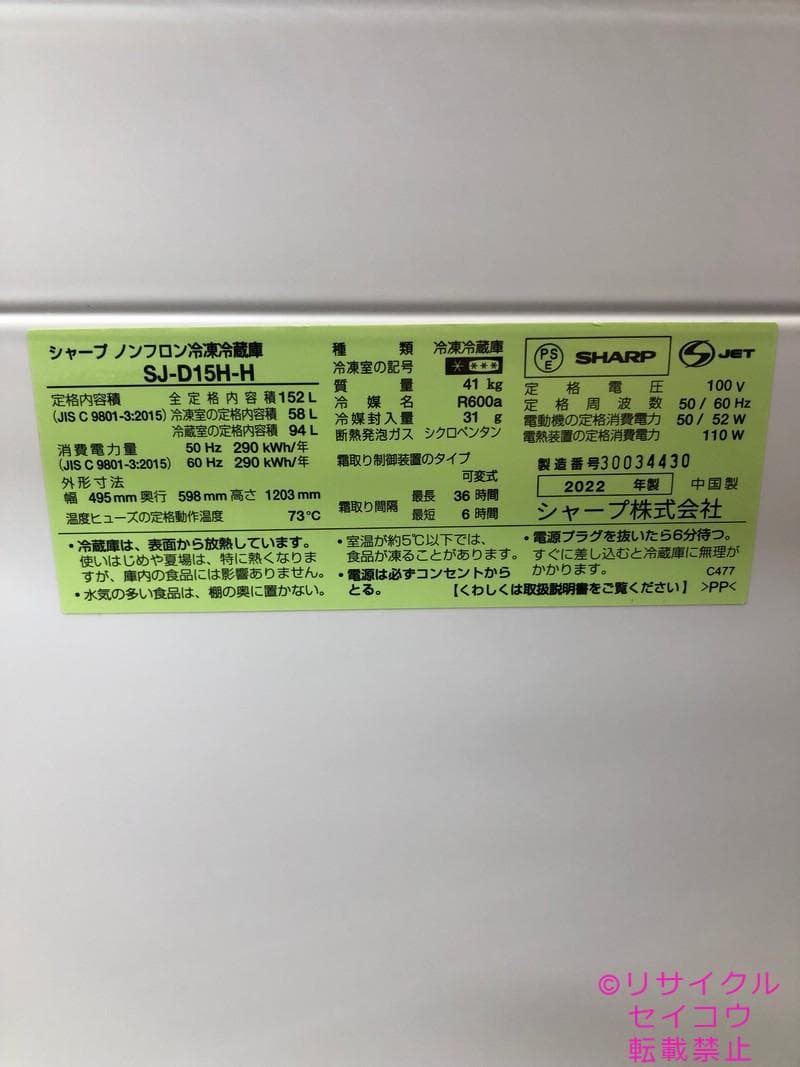 シャープ ノンフロン冷凍冷蔵庫
SJ-D15H-H
定格内容積 全定格内容積 152 L
(JIS C 9801-3:2015) 冷凍室の定格内容積 58 L
冷蔵室の定格内容積 94 L
消費電力量 50 Hz 290 kWh/年
(JIS C 9801-3:2015) 60 Hz 290 kWh/年
外形寸法
幅 495 mm 奥行 598 mm 高さ 1203 mm
温度ヒューズの定格動作温度 73℃
種類 冷凍冷蔵庫
冷凍室の記号 ****
質量 41 kg
冷媒名 R600a
冷媒封入量 31 g
断熱発泡ガス シクロペンタン
霜取り制御装置のタイプ
可変式
霜取り間隔 最長 36 時間
最短 6 時間
PSE SHARP S JET
定格電圧 100 V
定格周波数 50 / 60 Hz
電動機の定格消費電力 50 / 52 W
電熱装置の定格消費電力 110 W
製造番号 30034430
2022 年製 中国製
シャープ株式会社
・冷蔵庫は、表面から放熱しています。
使いはじめや夏場は、特に熱くなりま
すが、庫内の食品には影響ありません。
・水気の多い食品は、棚の奥に置かない。
・室温が約5℃以下では、
食品が凍ることがあります。
・電源は必ずコンセントから
とる。
・電源プラグを抜いたら6分待つ。
すぐに差し込むと冷蔵庫に無理が
かかります。 C477
【くわしくは取扱説明書をご覧ください】 >PP<
©リサイクル
セイコウ
転載禁止